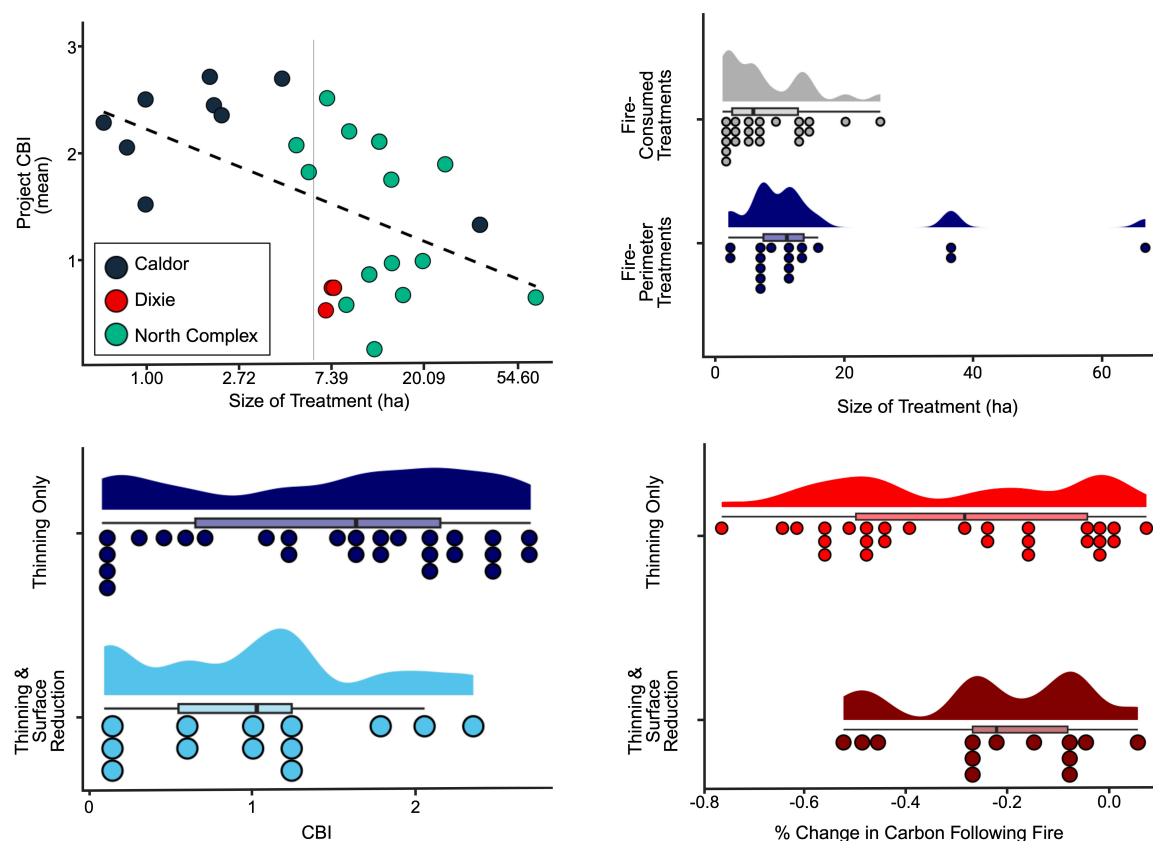 3
2
1
Project CBI
(mean)
Caldor
Dixie
North Complex
1.00 2.72 7.39 20.09 54.60
Size of Treatment (ha)
Fire-
Consumed
Treatments
Fire-
Perimeter
Treatments
0 20 40 60
Size of Treatment (ha)
Thinning Only
Thinning &
Surface
Reduction
0 1 2
CBI
Thinning Only
Thinning &
Surface
Reduction
-0.8 -0.6 -0.4 -0.2 0.0
% Change in Carbon Following Fire